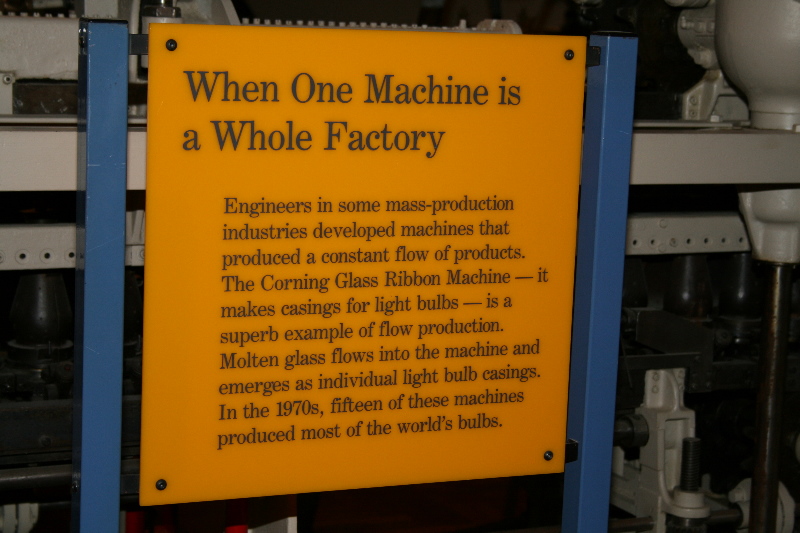 When One Machine is
a Whole Factory
Engineers in some mass-production
industries developed machines that
produced a constant flow of products.
The Corning Glass Ribbon Machine — it
makes casings for light bulbs — is a
superb example of flow production.
Molten glass flows into the machine and
emerges as individual light bulb casings.
In the 1970s, fifteen of these machines
produced most of the world's bulbs.